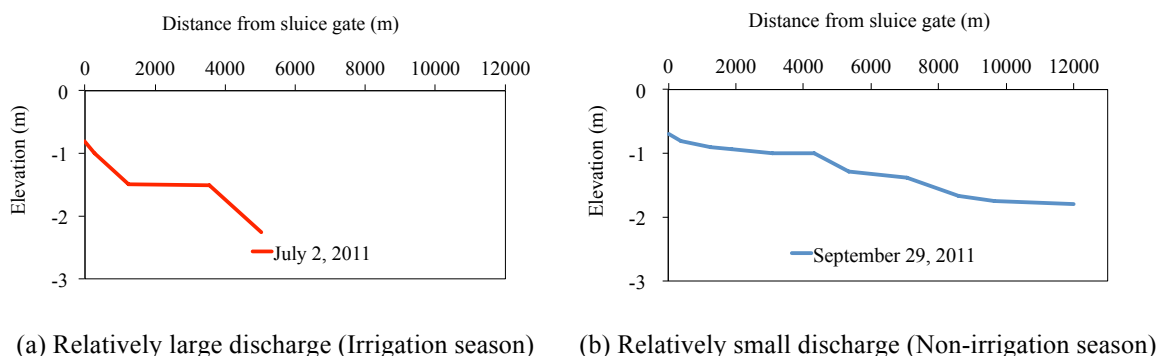 Distance from sluice gate (m)
0 2000 4000 6000 8000 10000 12000
0
-1
-2
-3
Elevation (m)
July 2, 2011
(a) Relatively large discharge (Irrigation season)
Distance from sluice gate (m)
0 2000 4000 6000 8000 10000 12000
0
-1
-2
-3
Elevation (m)
September 29, 2011
(b) Relatively small discharge (Non-irrigation season)